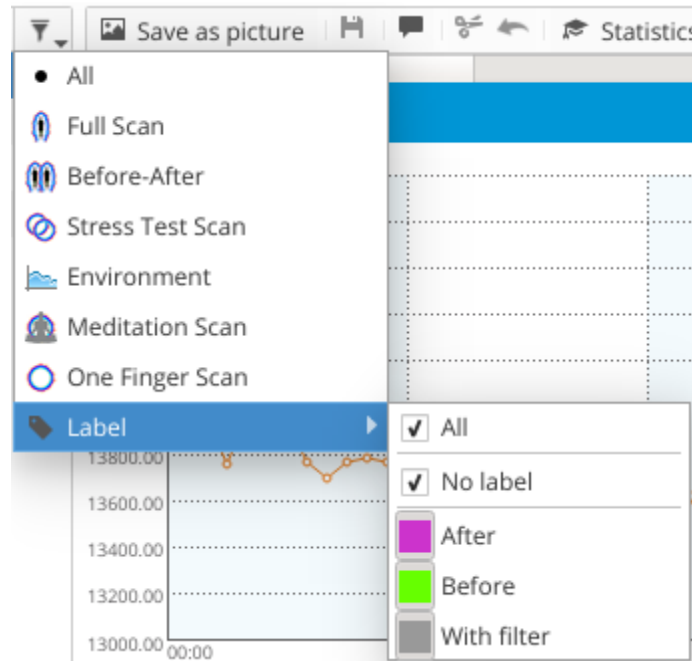 Save as picture
Statistics
All
Full Scan
Before-After
Stress Test Scan
Environment
Meditation Scan
One Finger Scan
Label
All
No label
After
Before
With filter
13800.00
13600.00
13400.00
13200.00
13000.00
00:00